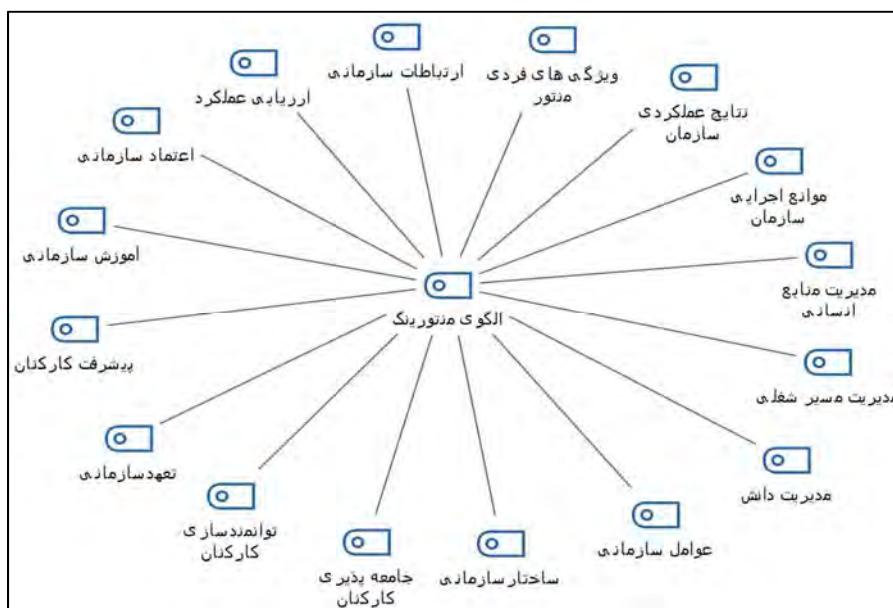 ویژگی های فردی
منتور
ارتباطات سازمانی
ارزیابی عملکرد
نتایج عملکردی
سازمان
اعتماد سازمانی
موانع اجرایی
سازمان
آموزش سازمانی
مدیریت منابع
انسانی
الگوی منتورینگ
پیشرفت کارکنان
مدیریت مسیر شغلی
تعهدسازمانی
مدیریت دانش
توانمندسازی
کارکنان
عوامل سازمانی
ساختارسازمانی
جامعه پذیری
کارکنان